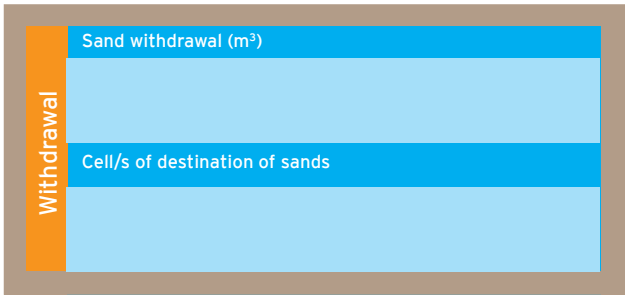 Withdrawal
Sand withdrawal (m³)
Cell/s of destination of sands